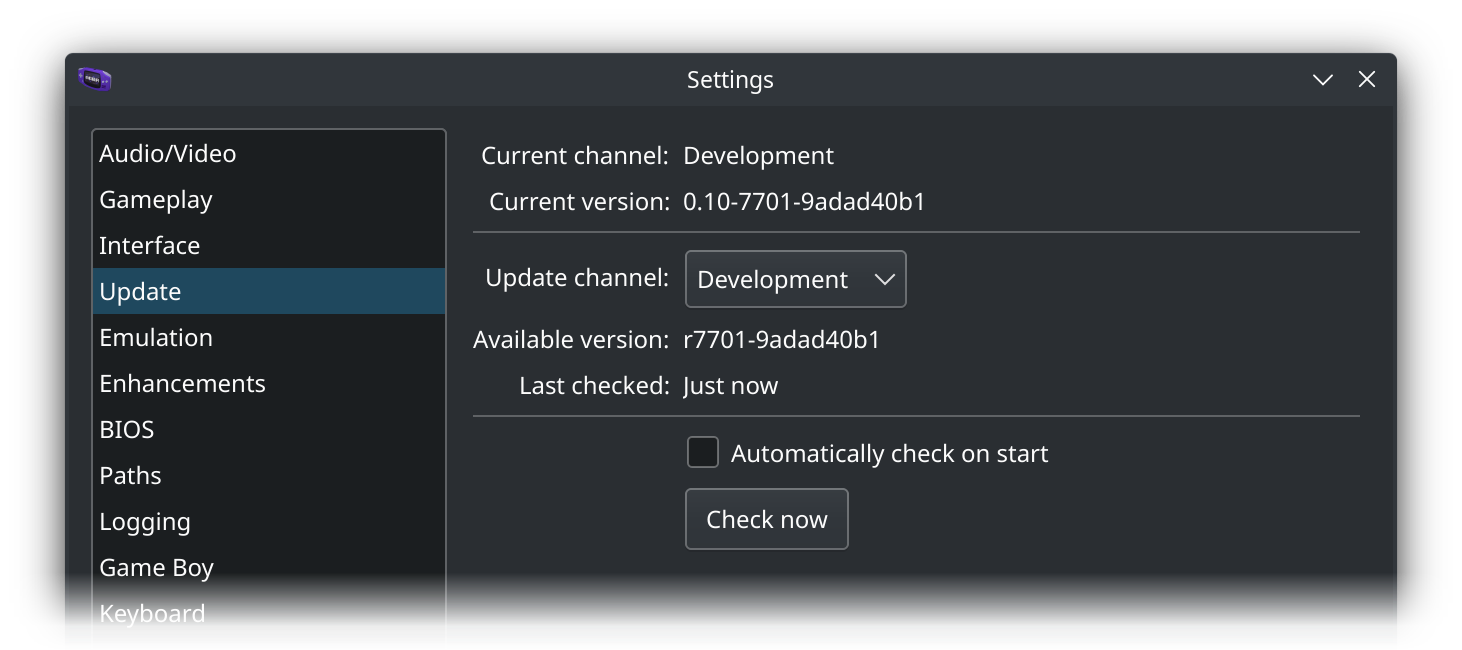 Settings
Audio/Video
Gameplay
Interface
Update
Emulation
Enhancements
BIOS
Paths
Logging
Game Boy
Keyboard
Current channel: Development
Current version: 0.10-7701-9adad40b1
Update channel: Development
Available version: r7701-9adad40b1
Last checked: Just now
Automatically check on start
Check now